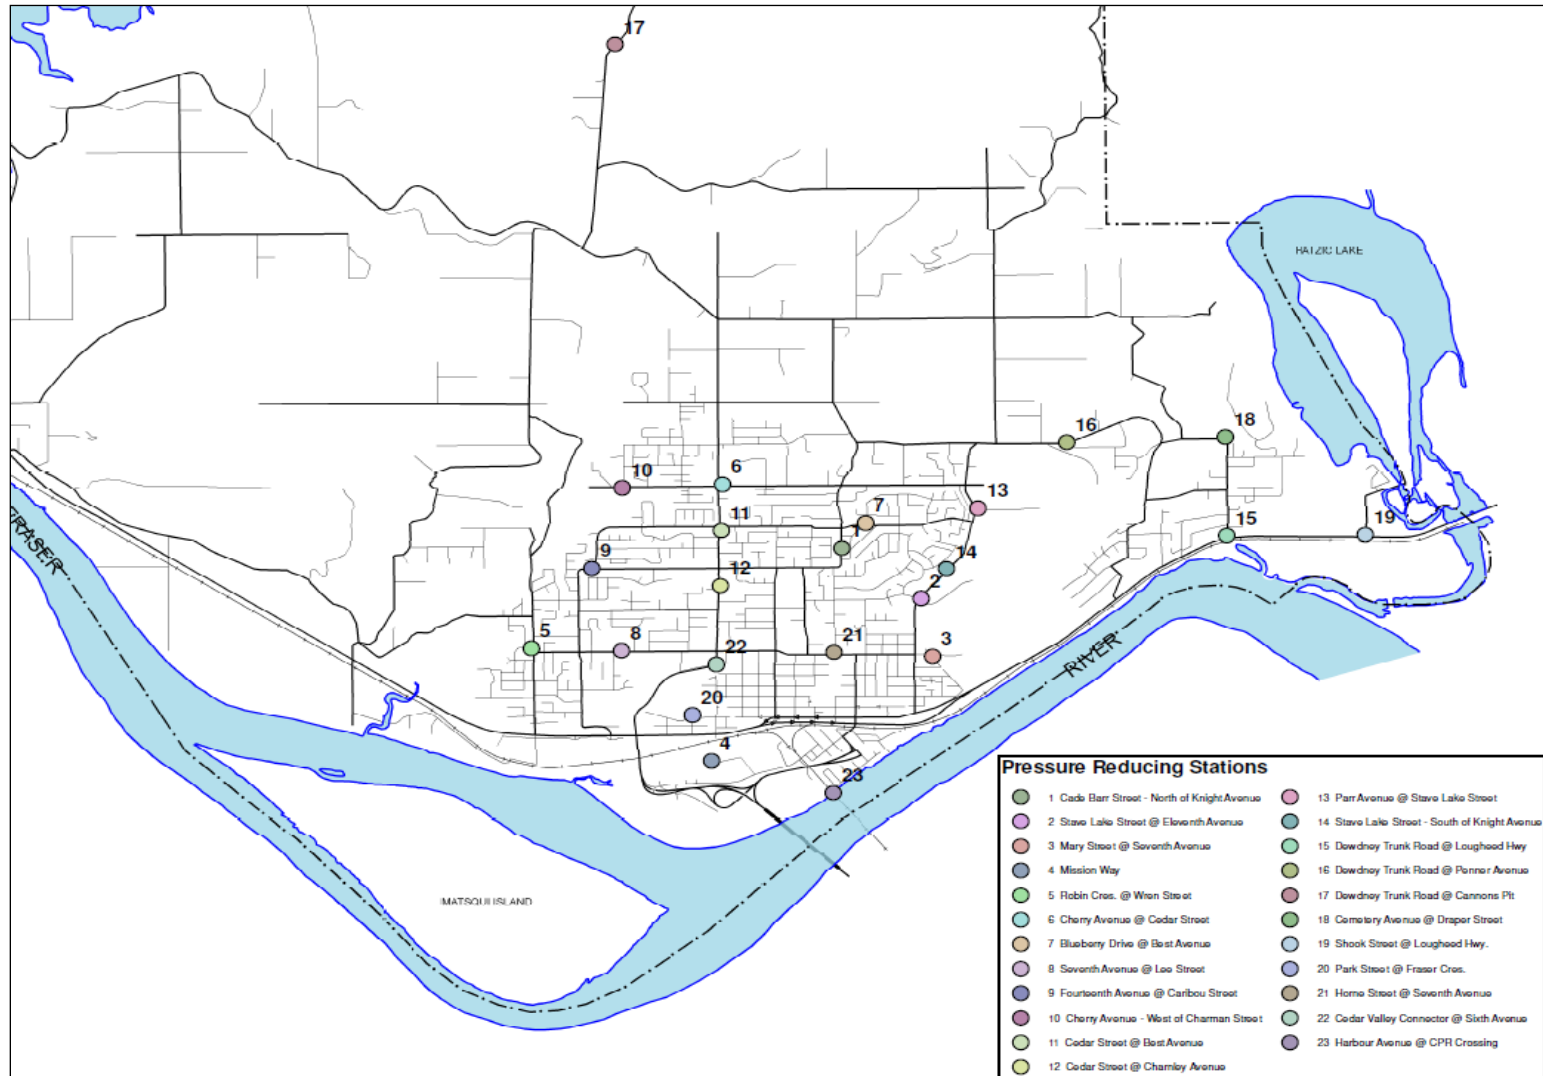 17
HATZIC LAKE
18
16
6
10
13
7
11
1
15
19
9
14
12
2
5
8
21
3
22
RIVER
FRASER
20
4
23
MATSQUI ISLAND
Pressure Reducing Stations
1 Cade Barr Street - North of Knight Avenue
2 Stave Lake Street @ Eleventh Avenue
3 Mary Street @ Seventh Avenue
4 Mission Way
5 Robin Cres. @ Wren Street
6 Cherry Avenue @ Cedar Street
7 Blueberry Drive @ Best Avenue
8 Seventh Avenue @ Lee Street
9 Fourteenth Avenue @ Caribou Street
10 Cherry Avenue - West of Charman Street
11 Cedar Street @ Best Avenue
12 Cedar Street @ Charnley Avenue
13 Parr Avenue @ Stave Lake Street
14 Stave Lake Street - South of Knight Avenue
15 Dewdney Trunk Road @ Lougheed Hwy
16 Dewdney Trunk Road @ Penner Avenue
17 Dewdney Trunk Road @ Cannons Pit
18 Cemetery Avenue @ Draper Street
19 Shook Street @ Lougheed Hwy.
20 Park Street @ Fraser Cres.
21 Horne Street @ Seventh Avenue
22 Cedar Valley Connector @ Sixth Avenue
23 Harbour Avenue @ CPR Crossing